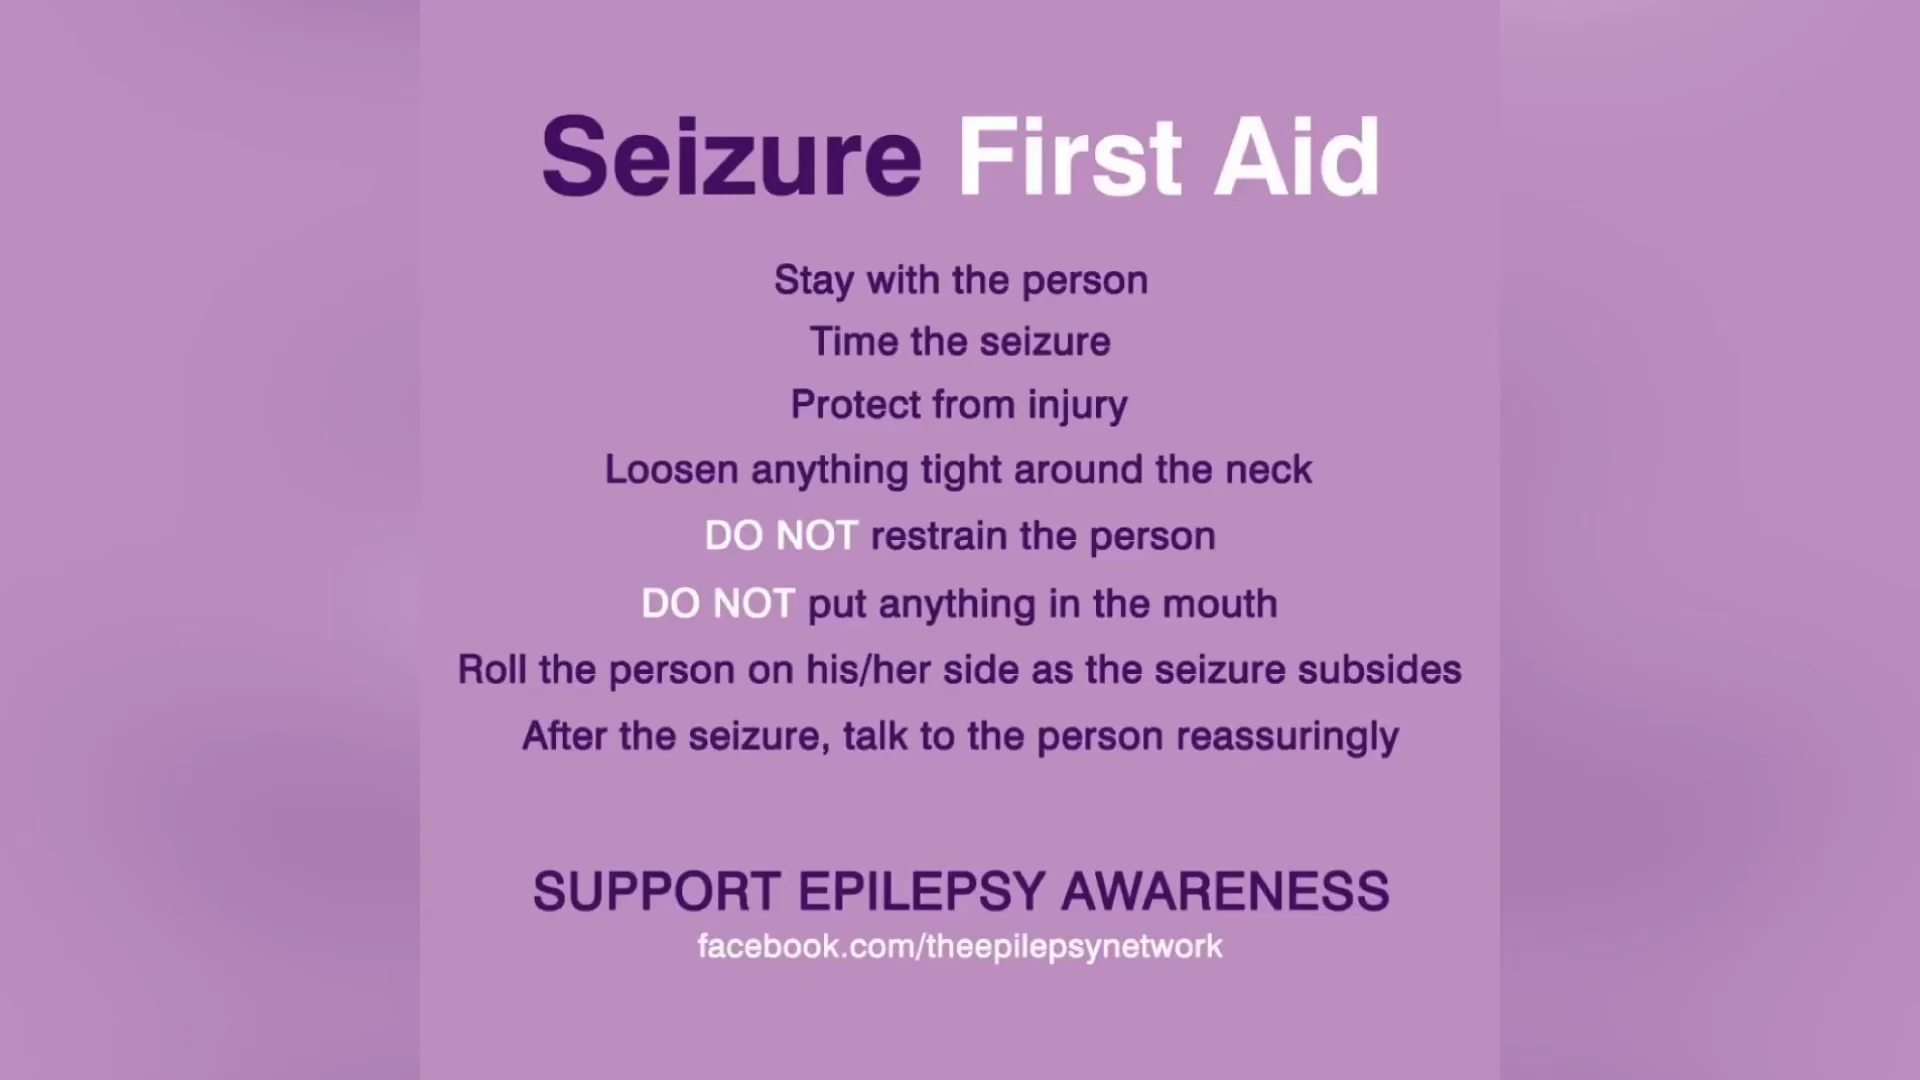 Seizure First Aid
Stay with the person
Time the seizure
Protect from injury
Loosen anything tight around the neck
DO NOT restrain the person
DO NOT put anything in the mouth
Roll the person on his/her side as the seizure subsides
After the seizure, talk to the person reassuringly
SUPPORT EPILEPSY AWARENESS
facebook.com/theepilepsynetwork